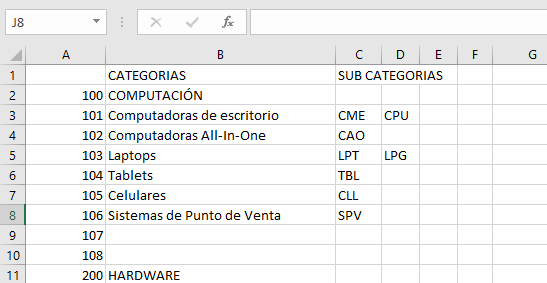 J8
fx
A B C D E F G
1 CATEGORIAS SUB CATEGORIAS
2 100 COMPUTACIÓN
3 101 Computadoras de escritorio CME CPU
4 102 Computadoras All-In-One CAO
5 103 Laptops LPT LPG
6 104 Tablets TBL
7 105 Celulares CLL
8 106 Sistemas de Punto de Venta SPV
9 107
10 108
11 200 HARDWARE